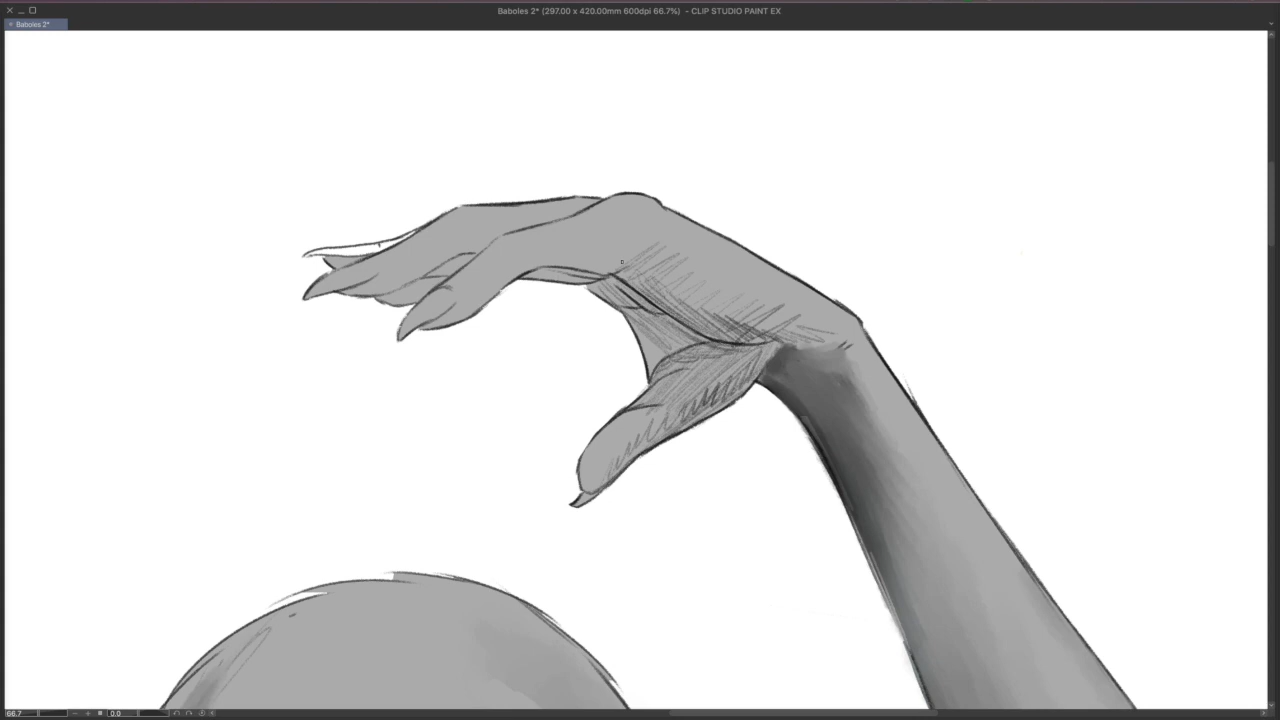 Baboles 2* (297.00 x 420.00mm 600dpi 66.7%) - CLIP STUDIO PAINT EX
Baboles 2*
66.7
0.0